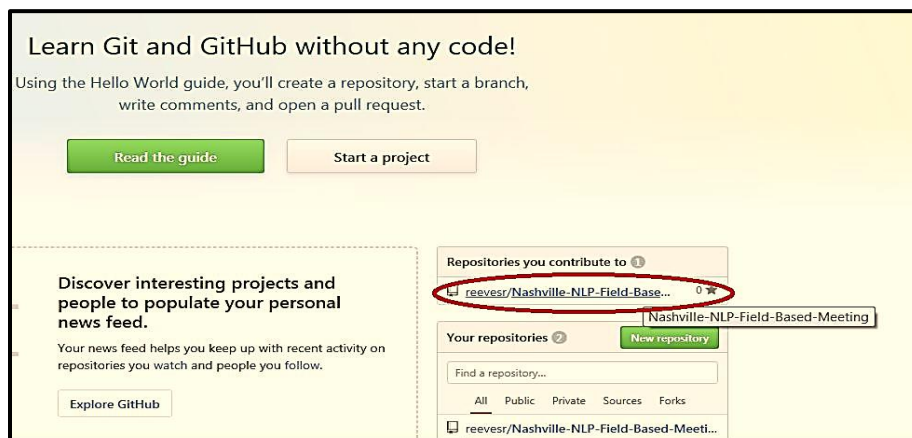 Learn Git and GitHub without any code!
Using the Hello World guide, you'll create a repository, start a branch,
write comments, and open a pull request.
Read the guide
Start a project
Discover interesting projects and
people to populate your personal
news feed.
Your news feed helps you keep up with recent activity on
repositories you watch and people you follow.
Explore GitHub
Repositories you contribute to 1
reevesr/Nashville-NLP-Field-Base... 0
Nashville-NLP-Field-Based-Meeting
Your repositories 2
New repository
Find a repository...
All Public Private Sources Forks
reevesr/Nashville-NLP-Field-Based-Meeti...